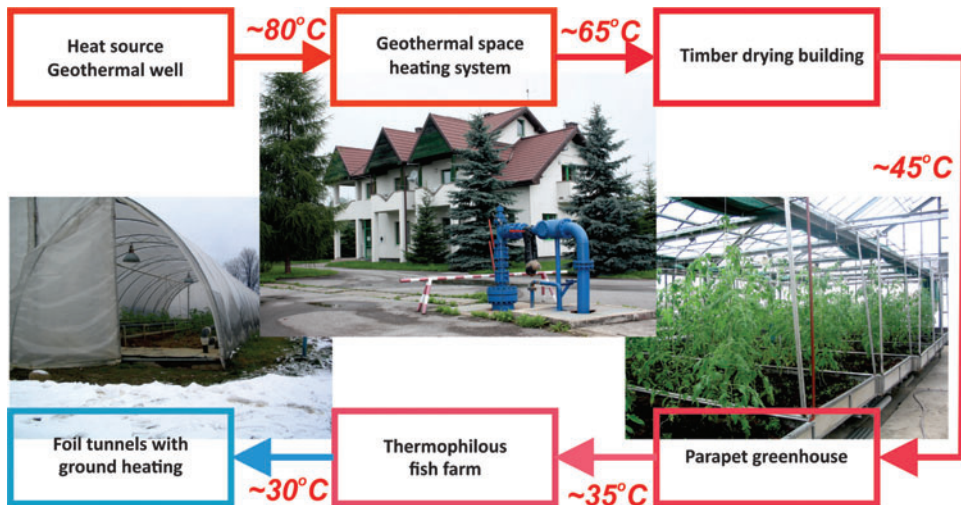 Heat source
Geothermal well
~80°C
Geothermal space
heating system
~65°C
Timber drying building
~45°C
Parapet greenhouse
~35°C
Thermophilous
fish farm
~30°C
Foil tunnels with
ground heating